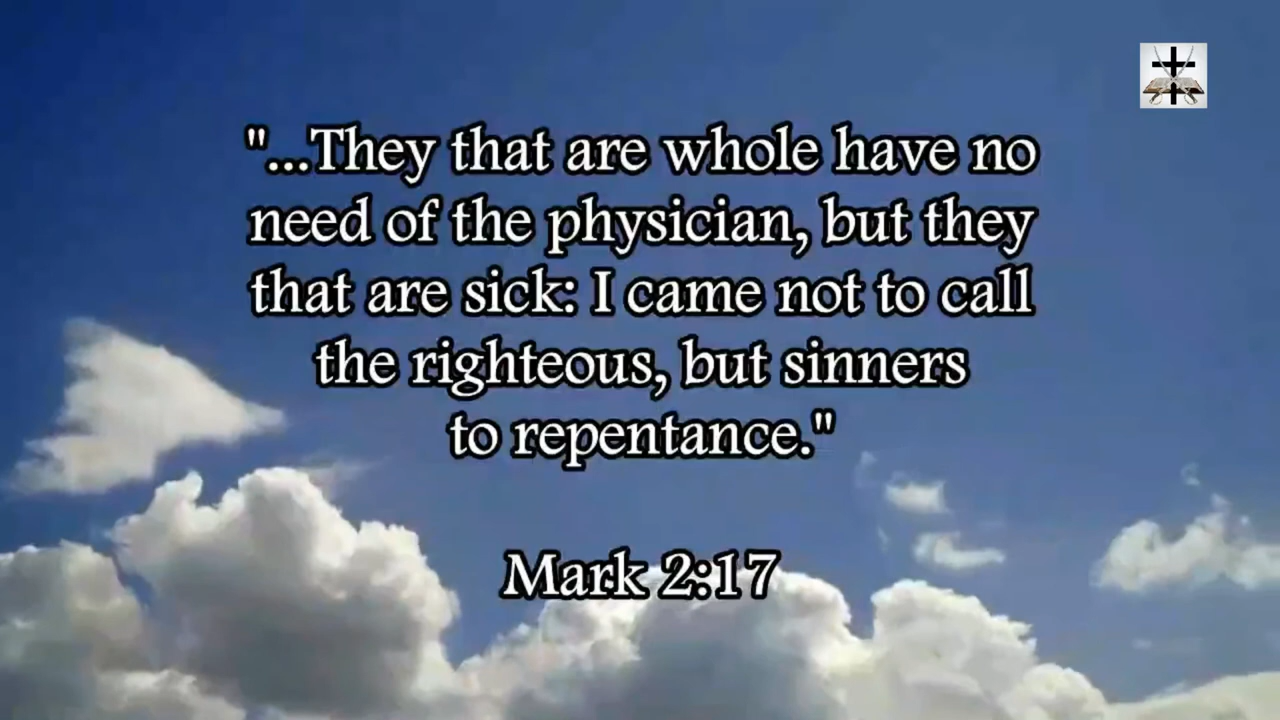 "...They that are whole have no
need of the physician, but they
that are sick: I came not to call
the righteous, but sinners
to repentance."
Mark 2:17